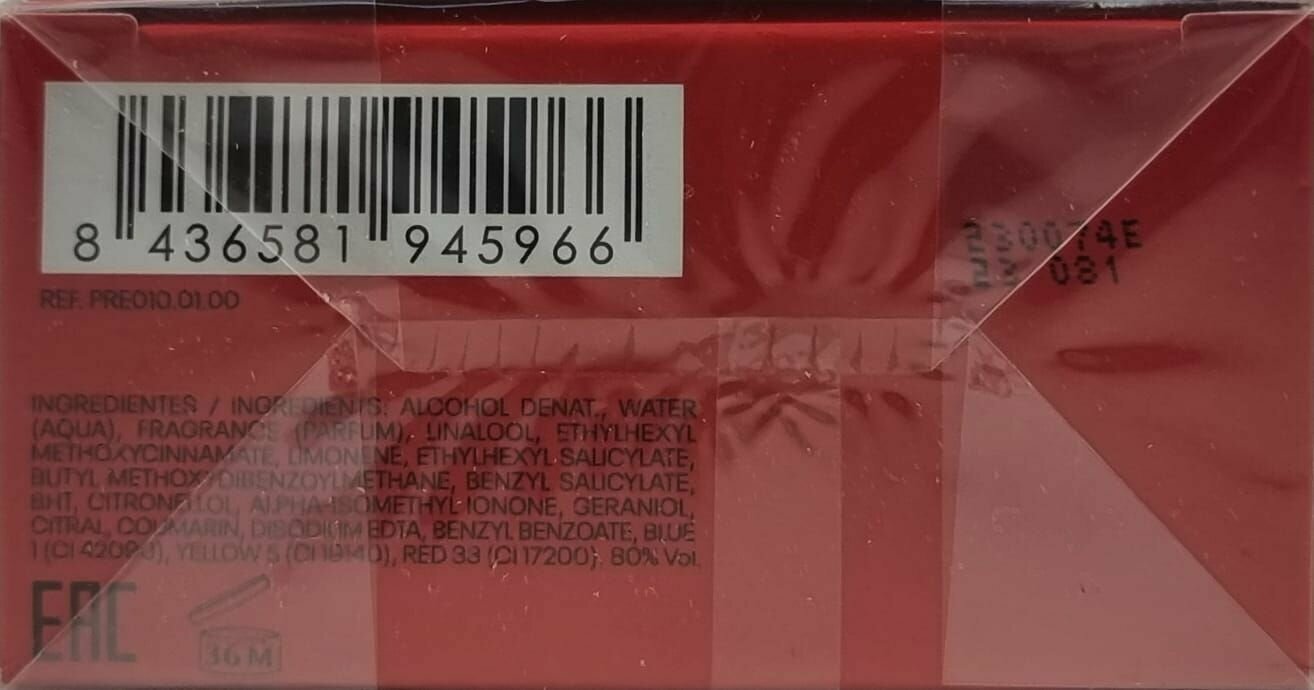 8 436581 945966
REF. PRE010.01.00
230074E
081
INGREDIENTES / INGREDIENTS: ALCOHOL DENAT., WATER
(AQUA), FRAGRANCE (PARFUM), LINALOOL, ETHYLHEXYL
METHOXYCINNAMATE, LIMONENE, ETHYLHEXYL SALICYLATE,
BUTYL METHOXYDIBENZOYLMETHANE, BENZYL SALICYLATE,
BHT, CITRONELLOL, ALPHA-ISOMETHYL IONONE, GERANIOL,
CITRAL, COUMARIN, DISODIUM EDTA, BENZYL BENZOATE, BLUE
1 (CI 42090), YELLOW 5 (CI 19140), RED 33 (CI 17200). 80% Vol.
EAC
36 M